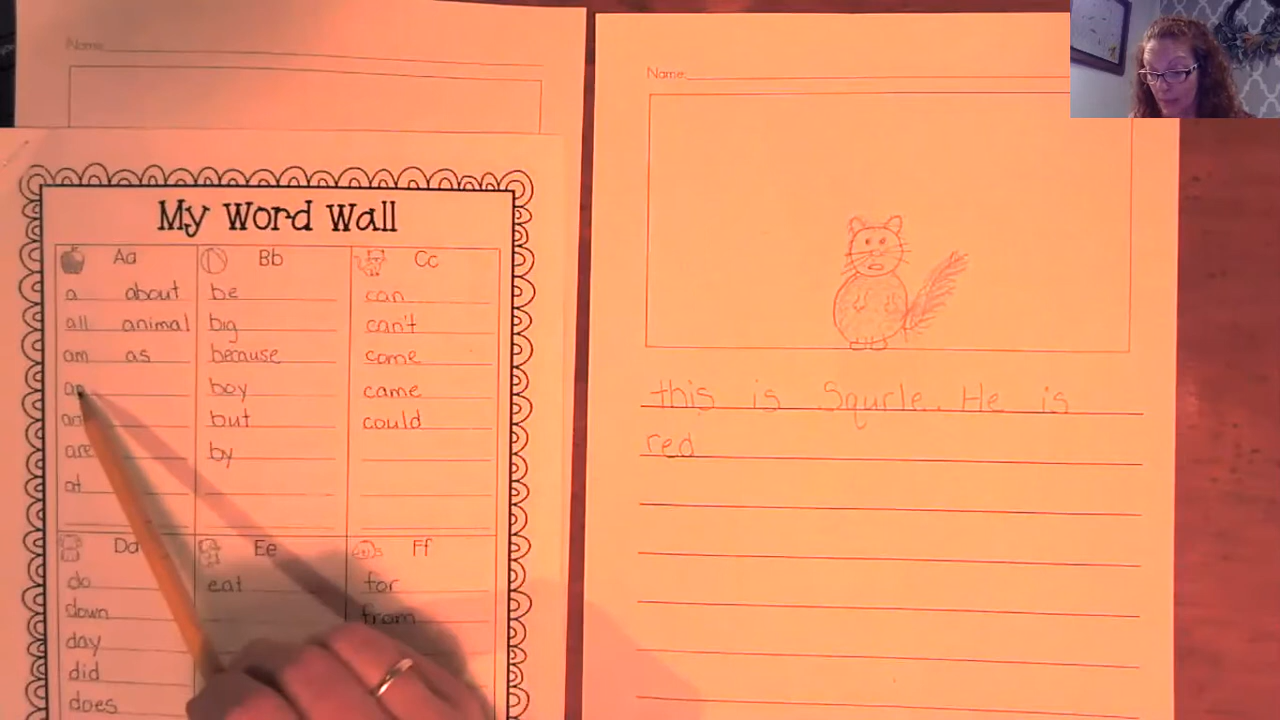 Name:
My Word Wall
Aa
a about
all animal
am as
an
are
at
Bb
be
big
because
boy
but
by
Cc
can
can't
come
came
could
Dd
do
down
day
did
does
Ee
eat
Ff
for
from
Name:
this is Squrle. He is
red